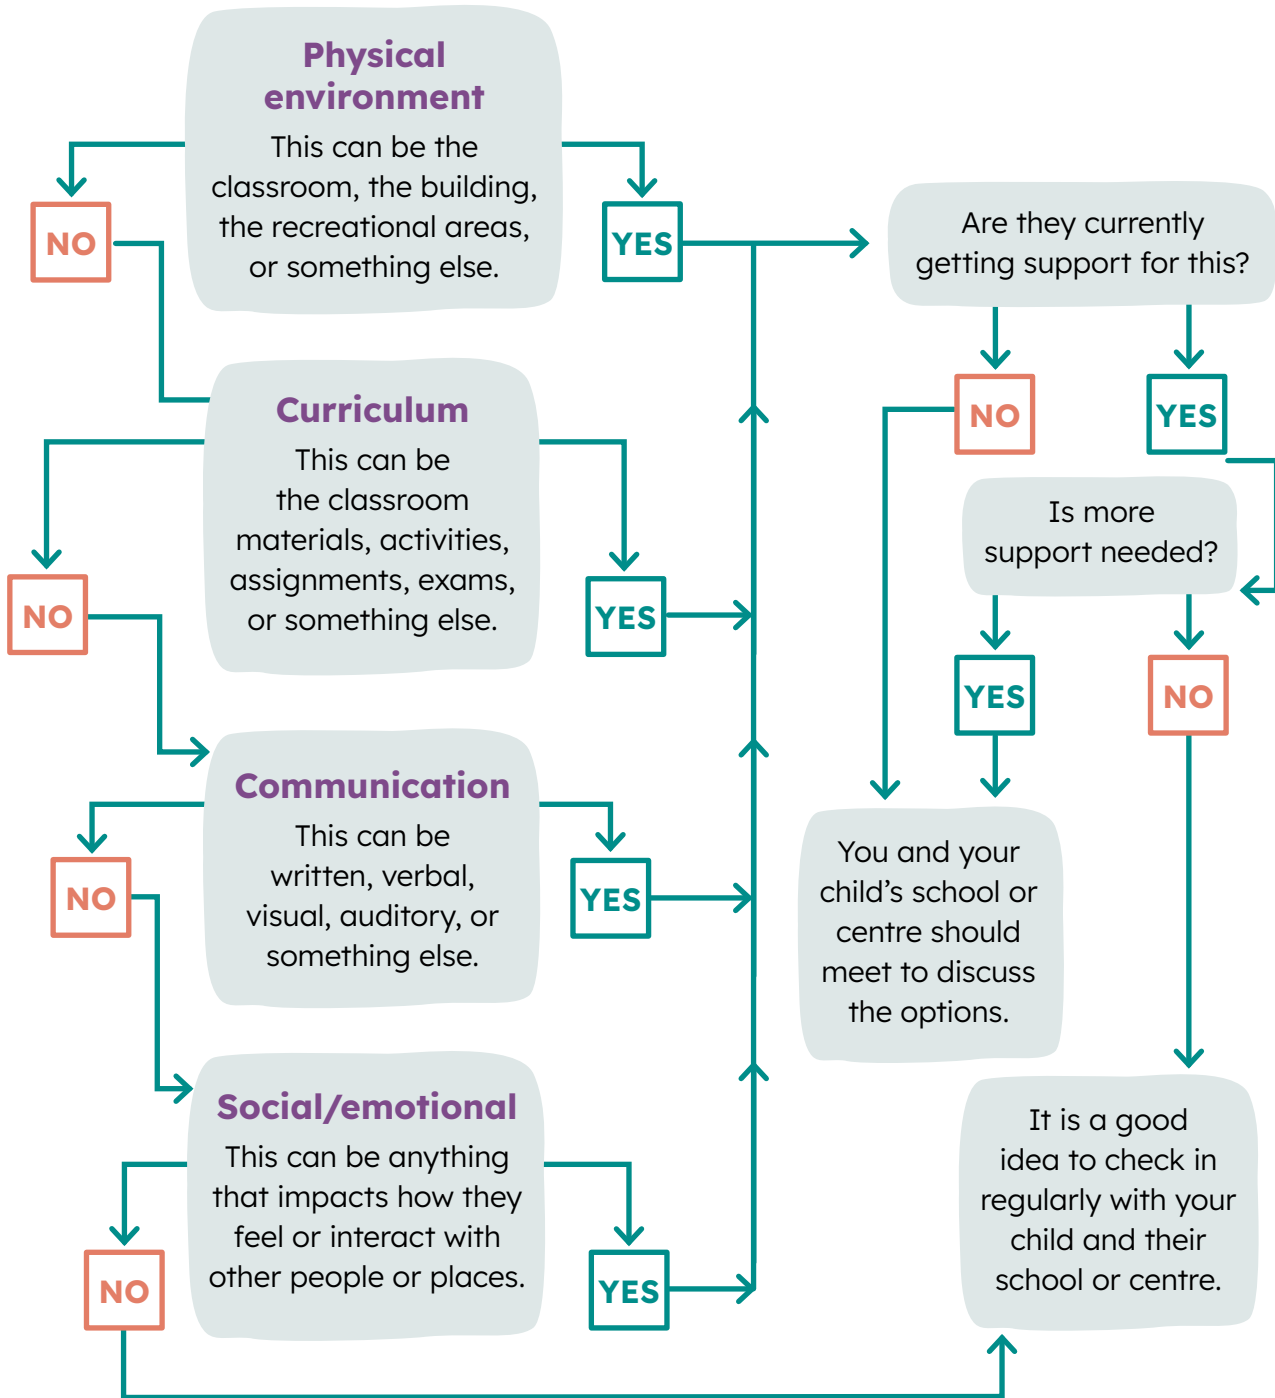 Physical
environment
This can be the
classroom, the building,
the recreational areas,
or something else.
NO
YES
Are they currently
getting support for this?
NO
YES
Curriculum
This can be
the classroom
materials, activities,
assignments, exams,
or something else.
NO
YES
Is more
support needed?
YES
NO
Communication
This can be
written, verbal,
visual, auditory, or
something else.
NO
YES
You and your
child’s school or
centre should
meet to discuss
the options.
Social/emotional
This can be anything
that impacts how they
feel or interact with
other people or places.
NO
YES
It is a good
idea to check in
regularly with your
child and their
school or centre.